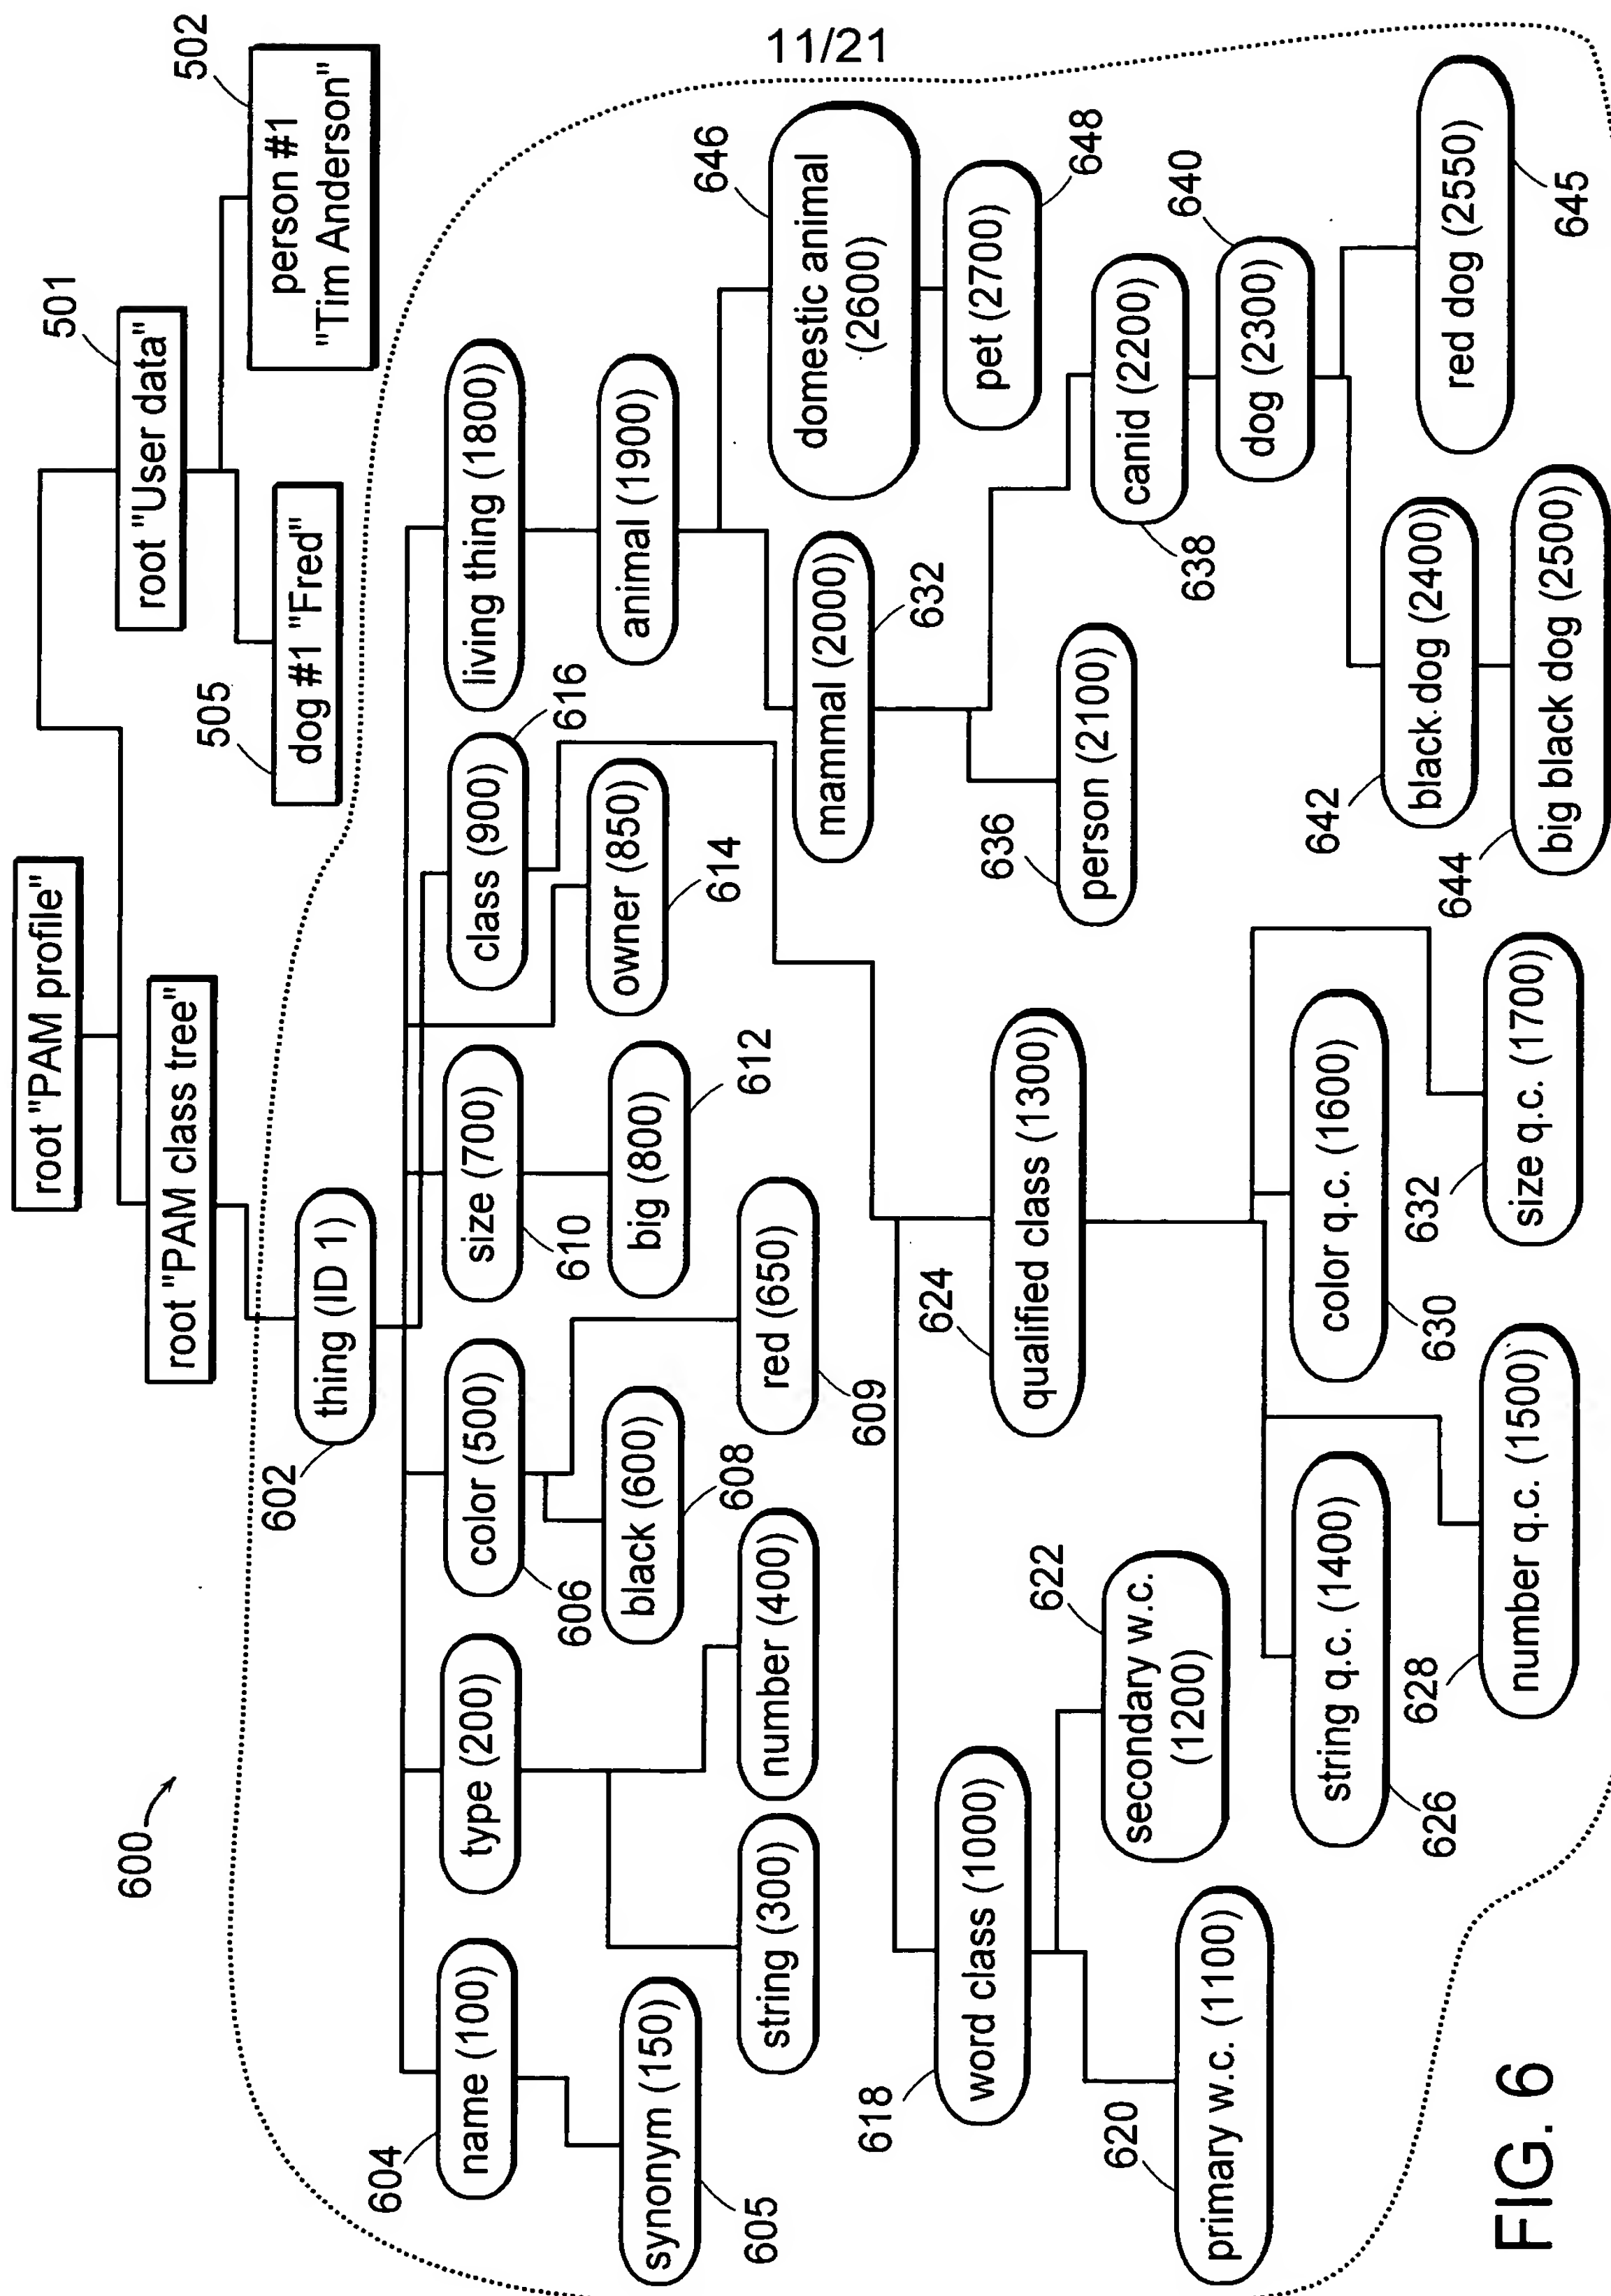 11/21
600
root "PAM profile"
root "PAM class tree"
501
root "User data"
502
person #1
"Tim Anderson"
505
dog #1 "Fred"
602
thing (ID 1)
604
name (100)
type (200)
color (500)
606
size (700)
610
class (900)
616
living thing (1800)
synonym (150)
605
string (300)
number (400)
black (600)
608
red (650)
609
big (800)
612
owner (850)
614
animal (1900)
646
domestic animal
(2600)
pet (2700)
648
mammal (2000)
632
618
word class (1000)
624
qualified class (1300)
636
person (2100)
canid (2200)
638
dog (2300)
640
620
primary w.c. (1100)
622
secondary w.c.
(1200)
string q.c. (1400)
626
628
number q.c. (1500)
color q.c. (1600)
630
632
size q.c. (1700)
642
black dog (2400)
644
big black dog (2500)
red dog (2550)
645
FIG. 6